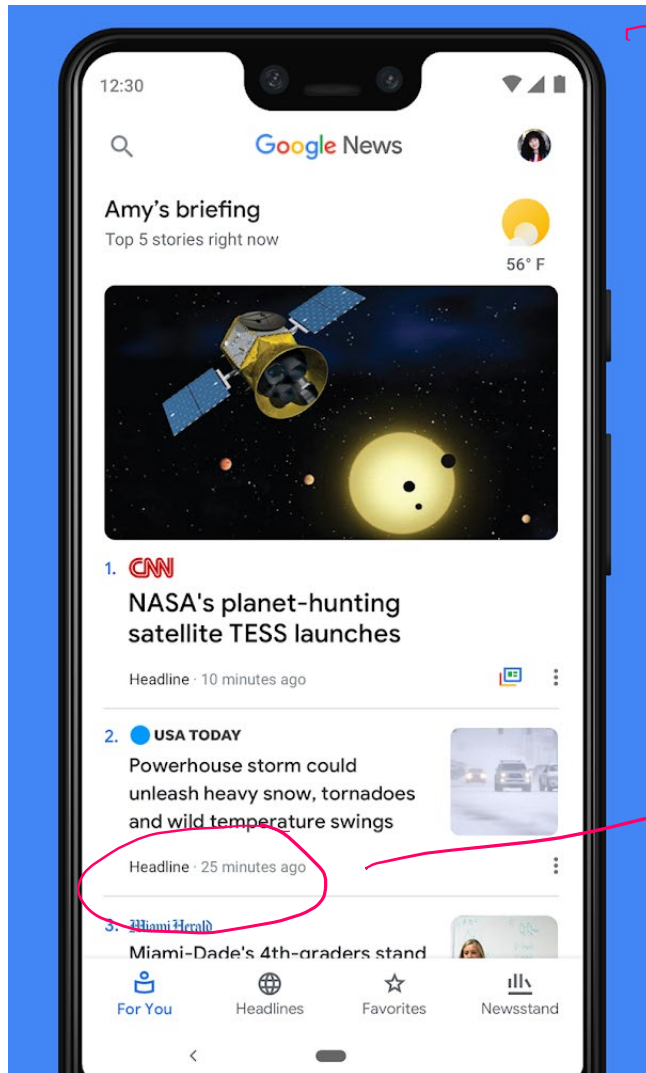 12:30
Google News
Amy's briefing
Top 5 stories right now
56° F
1. CNN
NASA's planet-hunting
satellite TESS launches
Headline · 10 minutes ago
2. USA TODAY
Powerhouse storm could
unleash heavy snow, tornadoes
and wild temperature swings
Headline · 25 minutes ago
3. Miami Herald
Miami-Dade's 4th-graders stand
For You
Headlines
Favorites
Newsstand